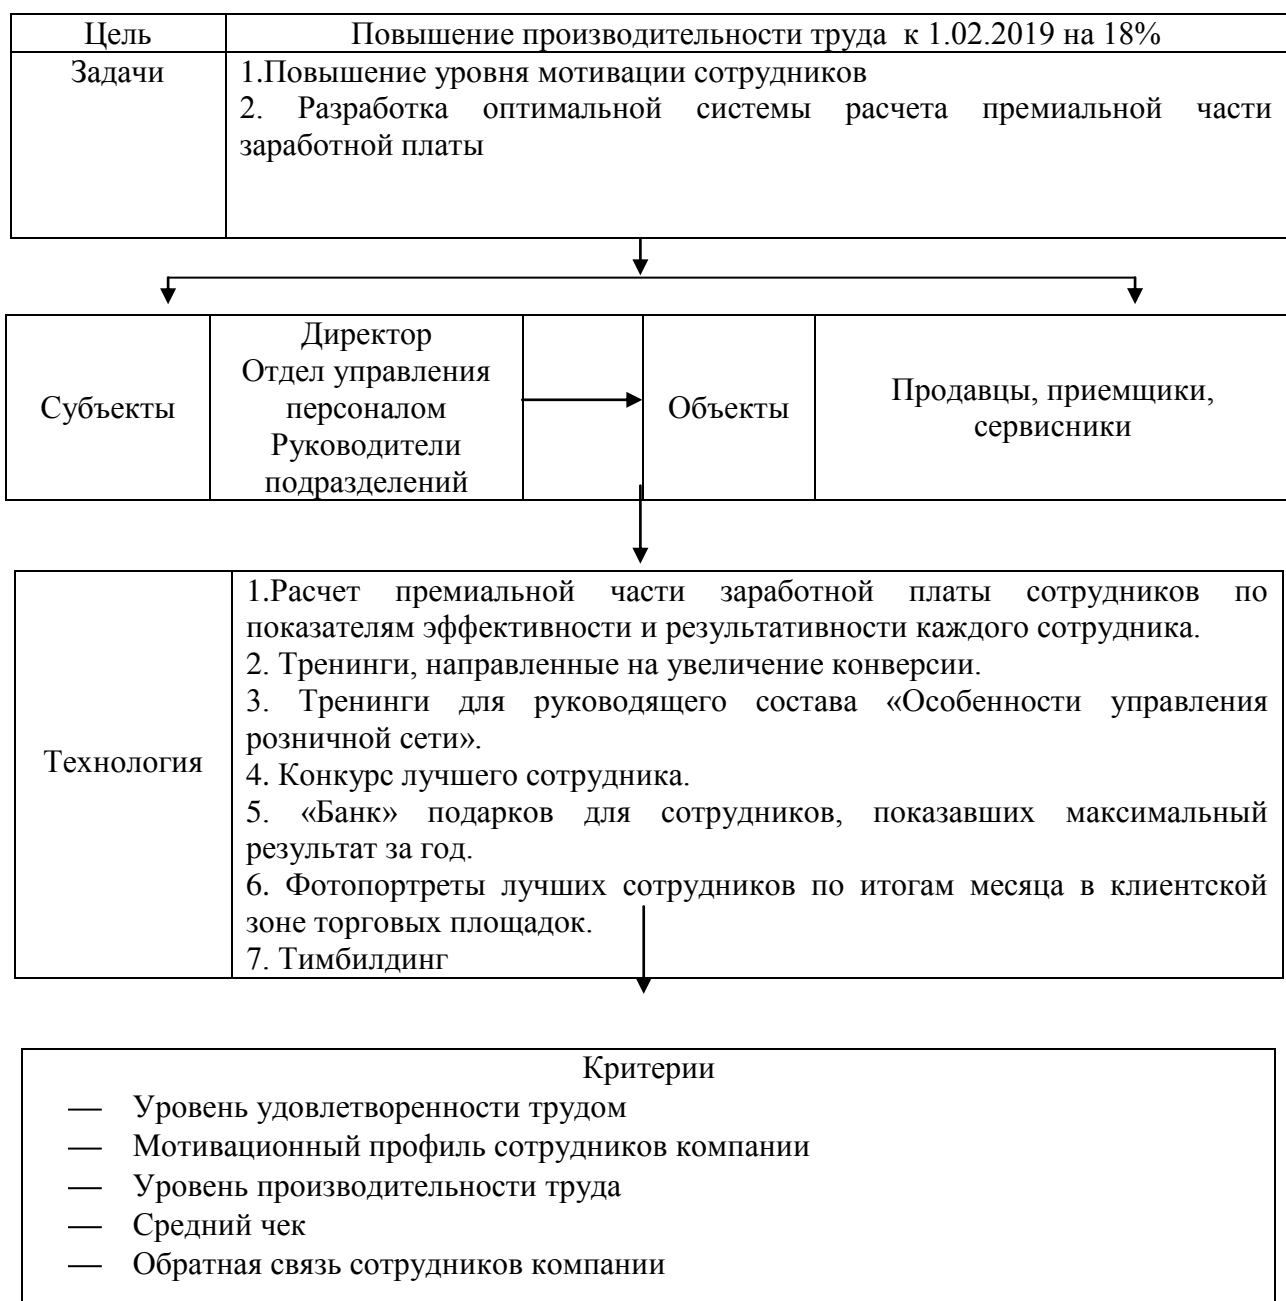 Цель
Повышение производительности труда к 1.02.2019 на 18%
Задачи
1.Повышение уровня мотивации сотрудников
2. Разработка оптимальной системы расчета премиальной части
заработной платы
Субъекты
Директор
Отдел управления
персоналом
Руководители
подразделений
Объекты
Продавцы, приемщики,
сервисники
Технология
1.Расчет премиальной части заработной платы сотрудников по
показателям эффективности и результативности каждого сотрудника.
2. Тренинги, направленные на увеличение конверсии.
3. Тренинги для руководящего состава «Особенности управления
розничной сети».
4. Конкурс лучшего сотрудника.
5. «Банк» подарков для сотрудников, показавших максимальный
результат за год.
6. Фотопортреты лучших сотрудников по итогам месяца в клиентской
зоне торговых площадок.
7. Тимбилдинг
Критерии
— Уровень удовлетворенности трудом
— Мотивационный профиль сотрудников компании
— Уровень производительности труда
— Средний чек
— Обратная связь сотрудников компании